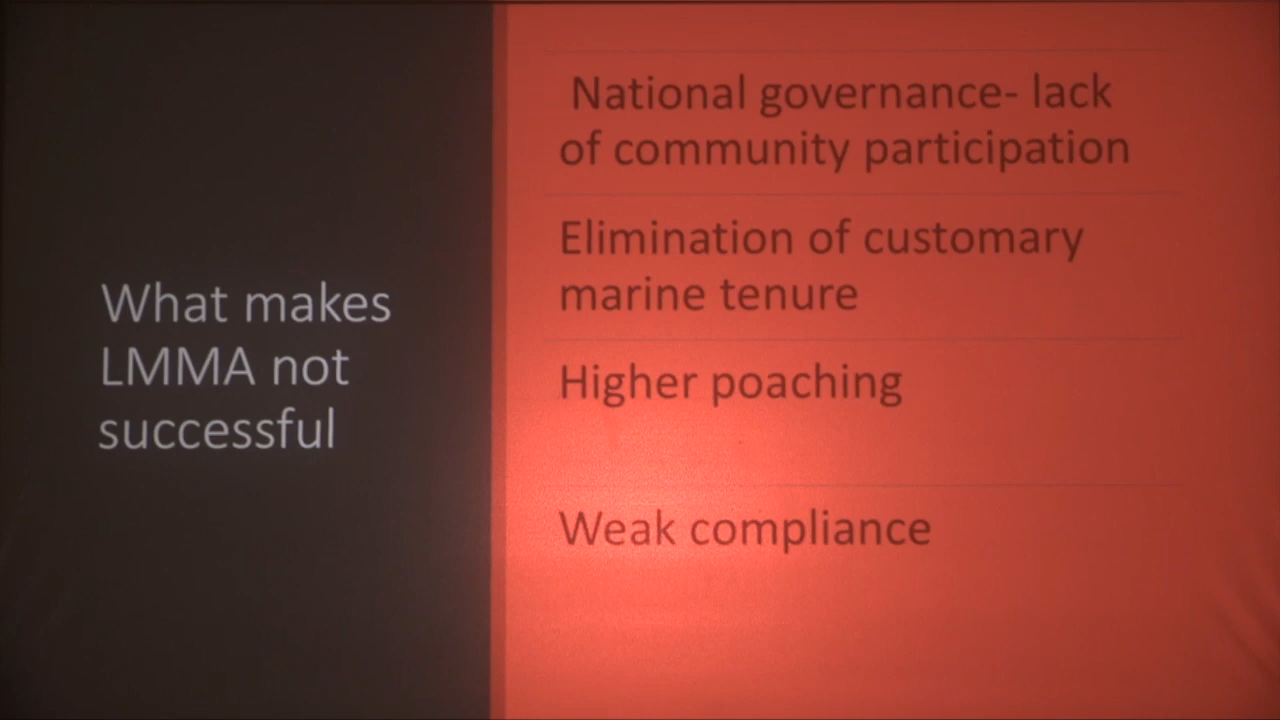 What makes
LMMA not
successful
National governance- lack
of community participation
Elimination of customary
marine tenure
Higher poaching
Weak compliance